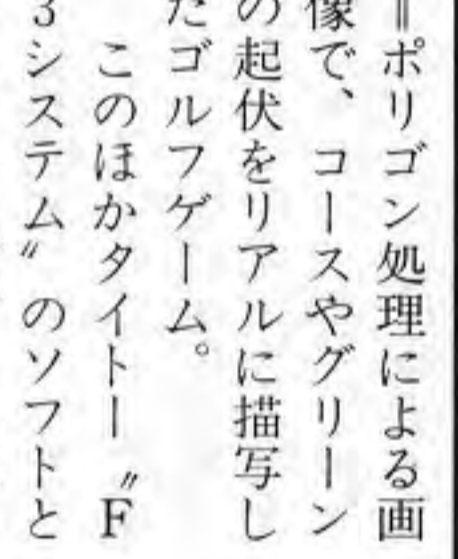 ＝ポリゴン処理による画
像で、コースやグリーン
の起伏をリアルに描写し
たゴルフゲーム。
このほかタイトー〝F
3システム〟のソフトと